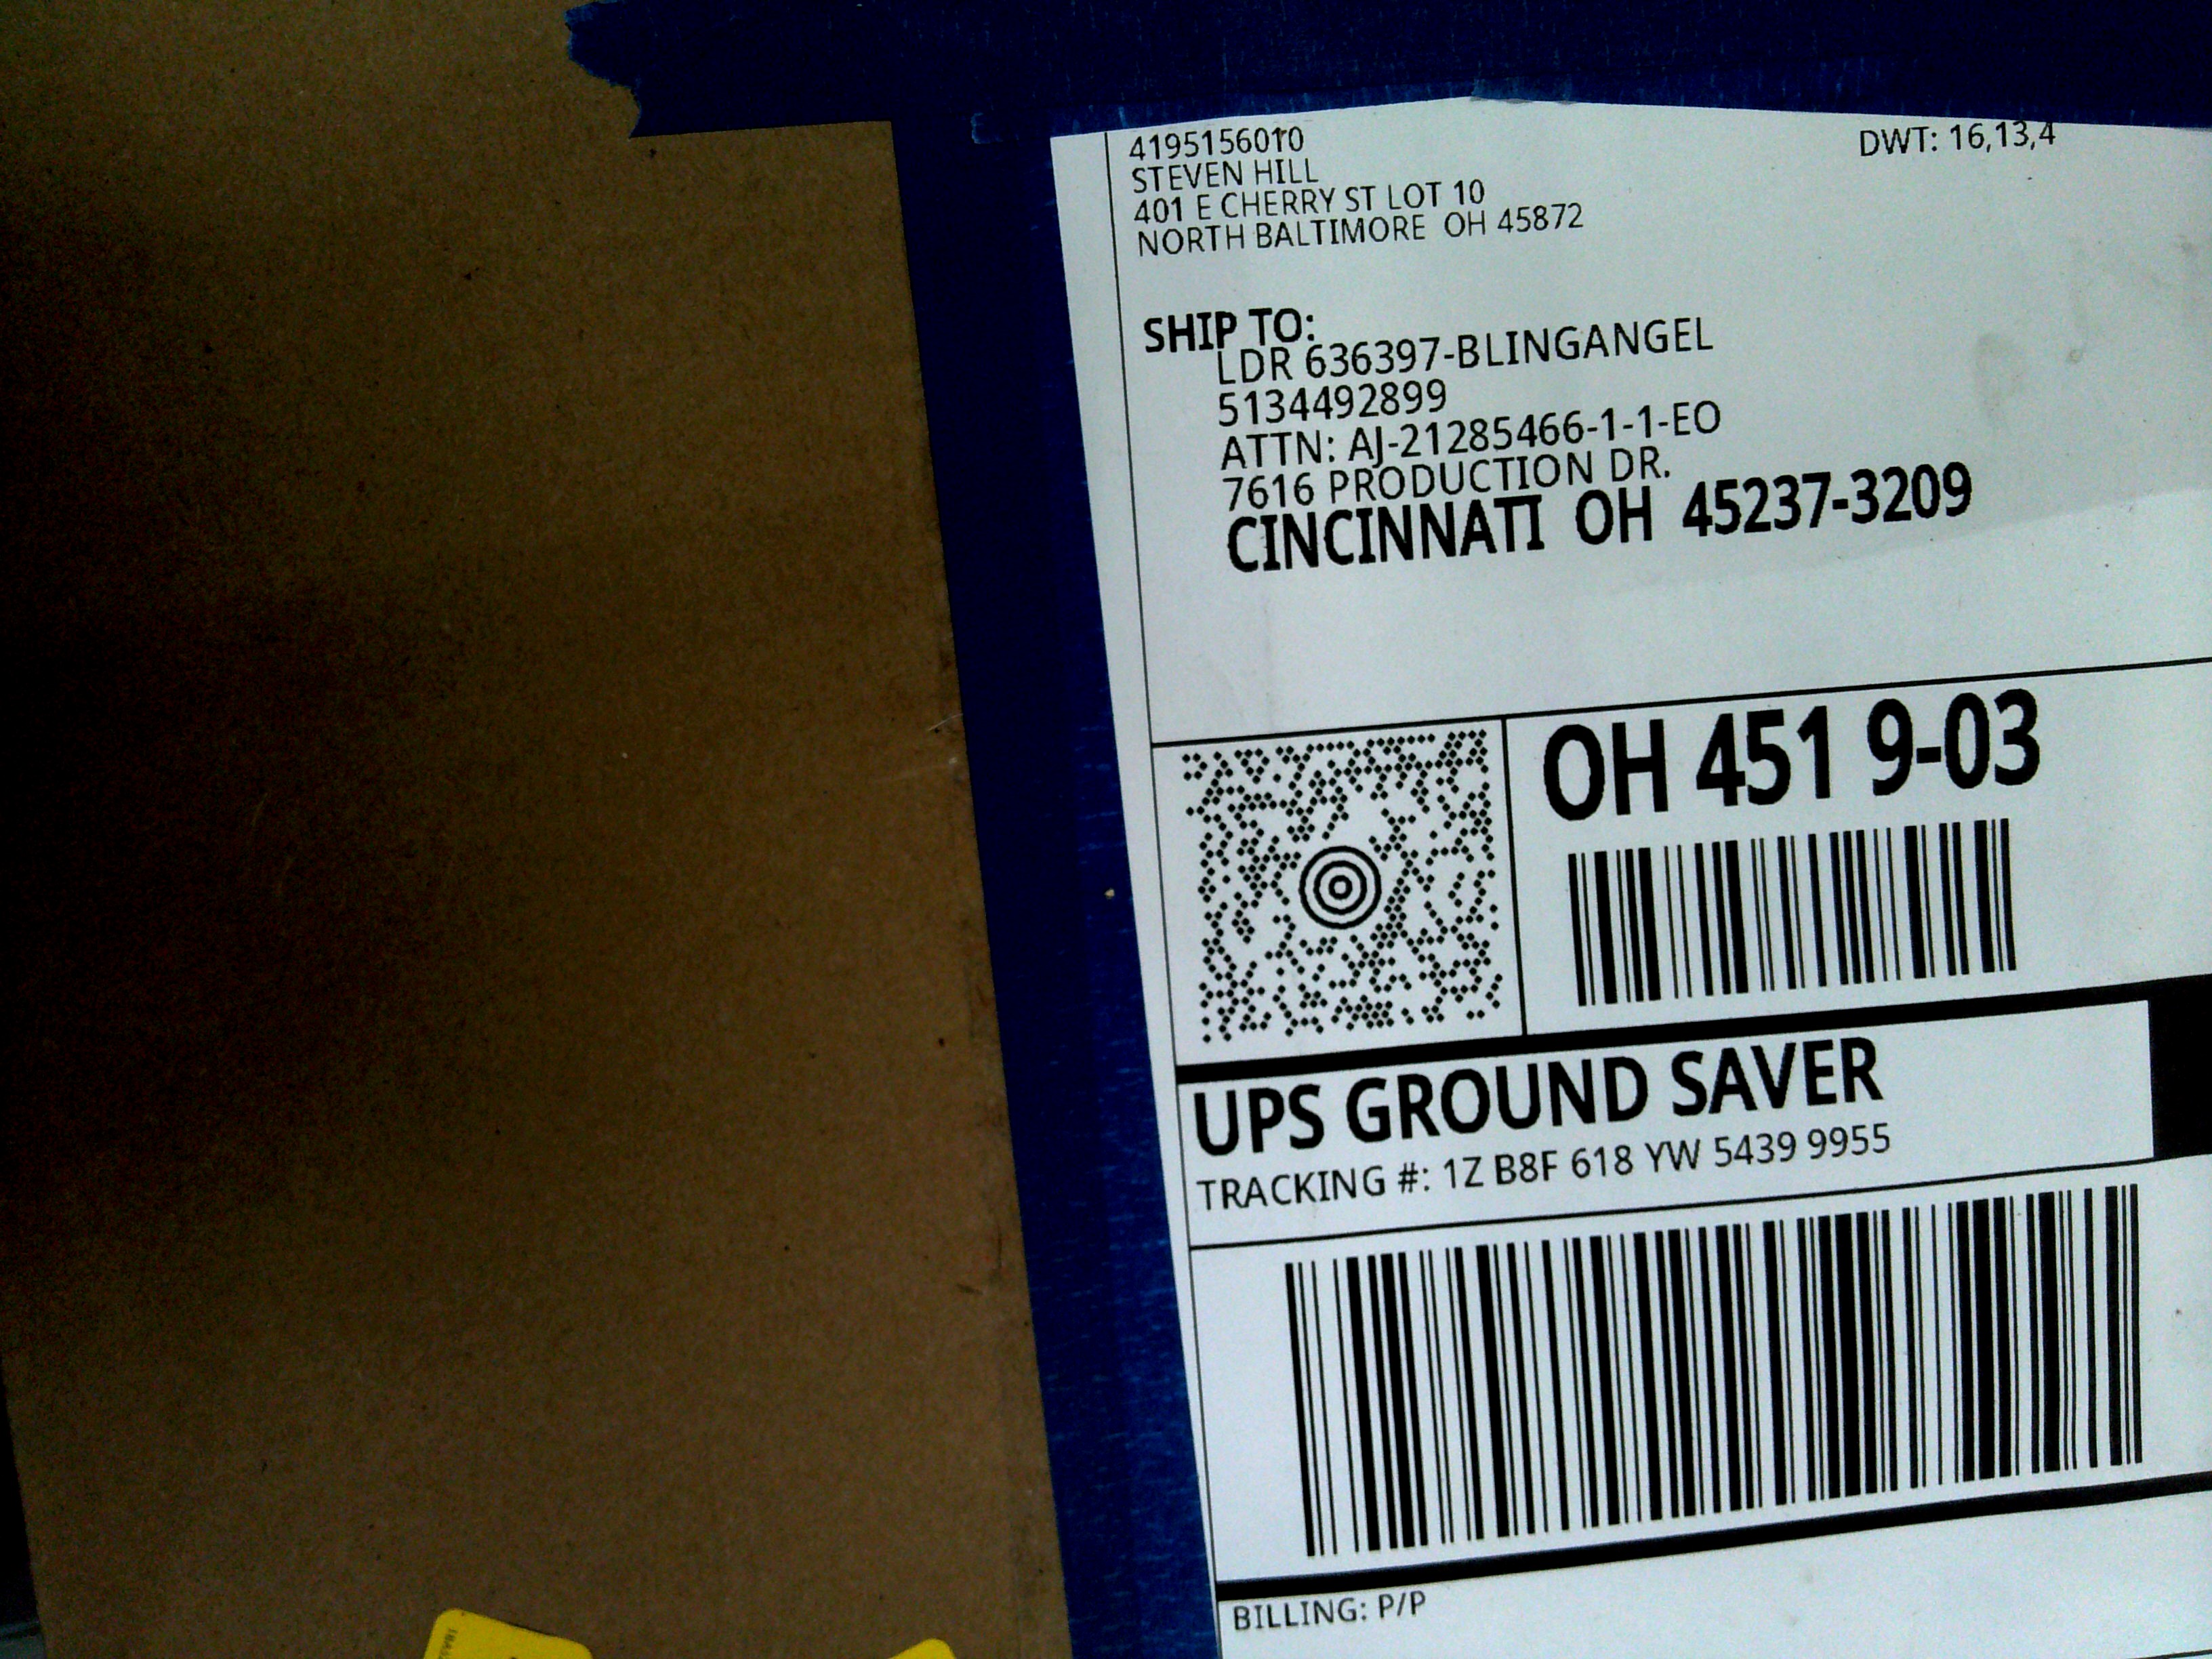 4195156010
DWT: 16,13,4
STEVEN HILL
401 E CHERRY ST LOT 10
NORTH BALTIMORE OH 45872
SHIP TO:
LDR 636397-BLINGANGEL
5134492899
ATTN: AJ-21285466-1-1-EO
7616 PRODUCTION DR.
CINCINNATI OH 45237-3209
OH 451 9-03
UPS GROUND SAVER
TRACKING #: 1Z B8F 618 YW 5439 9955
BILLING: P/P